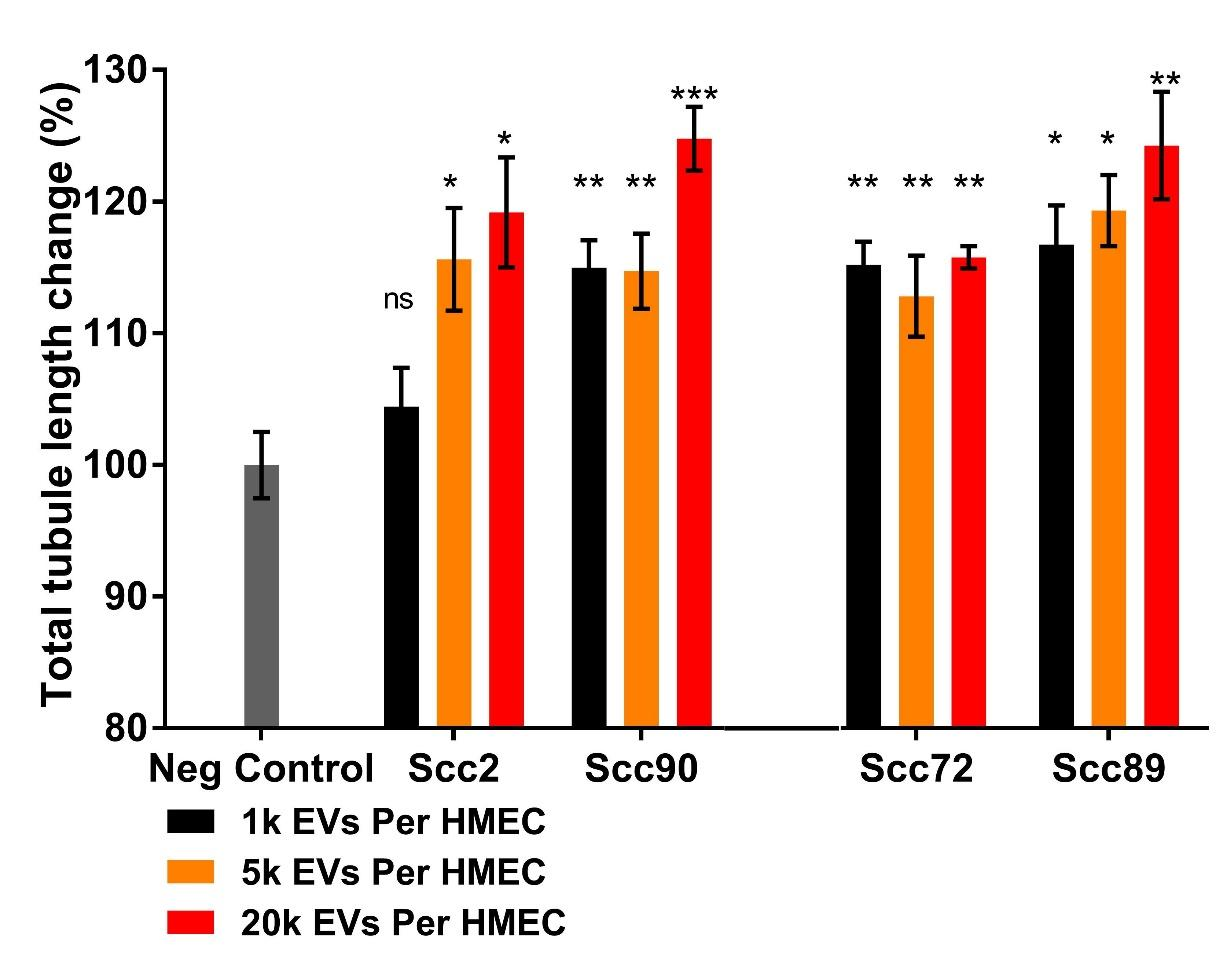 Total tubule length change (%)
130
120
110
100
90
80
ns
*
*
**
**
***
**
**
**
*
*
**
Neg Control Scc2 Scc90 Scc72 Scc89
1k EVs Per HMEC
5k EVs Per HMEC
20k EVs Per HMEC